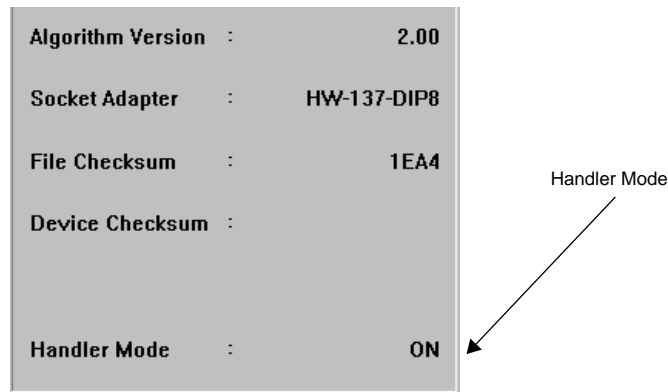 Algorithm Version : 2.00
Socket Adapter : HW-137-DIP8
File Checksum : 1EA4
Handler Mode
Device Checksum :
Handler Mode : ON